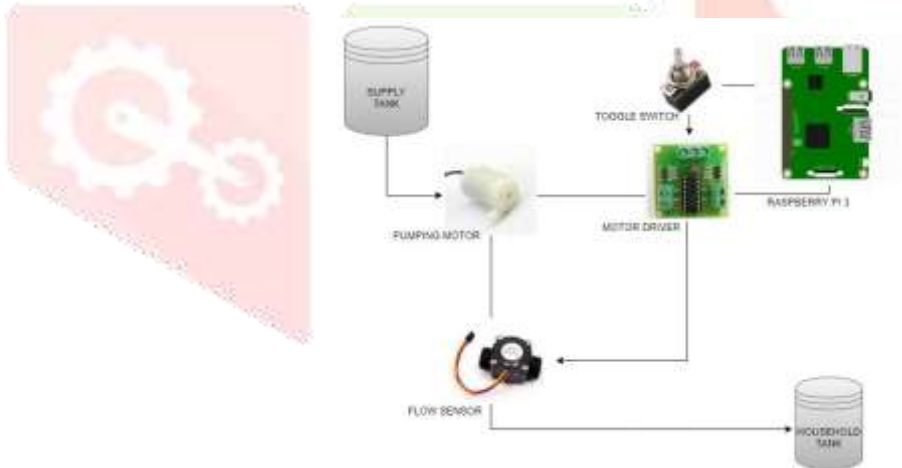 SUPPLY
TANK
TOGGLE SWITCH
RASPBERRY PI 3
PUMPING MOTOR
MOTOR DRIVER
FLOW SENSOR
HOUSEHOLD
TANK